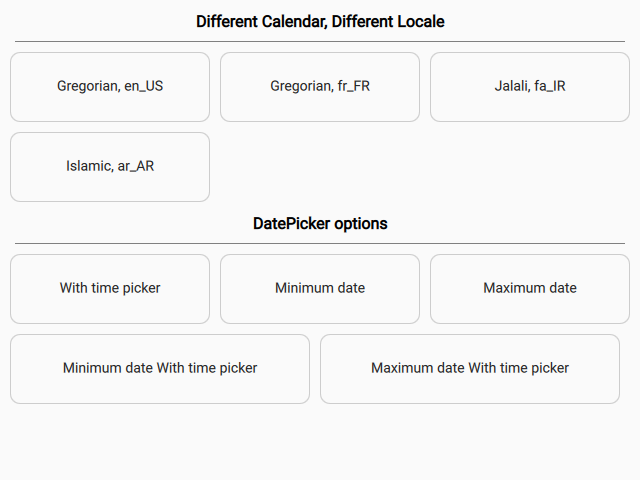 Different Calendar, Different Locale
Gregorian, en_US
Gregorian, fr_FR
Jalali, fa_IR
Islamic, ar_AR
DatePicker options
With time picker
Minimum date
Maximum date
Minimum date With time picker
Maximum date With time picker